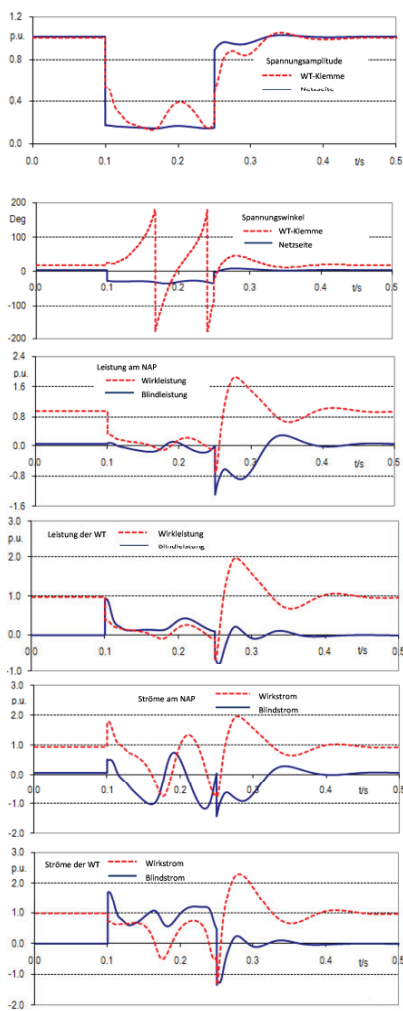 1.2
p.u.
Spannungsamplitude
WT-Klemme
Netzseite
0.8
0.4
0.0
0.0 0.1 0.2 0.3 0.4 0.5
t/s
200
Deg
Spannungswinkel
WT-Klemme
Netzseite
100
0
0.0 0.1 0.2 0.3 0.4 0.5
t/s
-100
-200
2.4
p.u.
Leistung am NAP
Wirkleistung
Blindleistung
1.6
0.8
0.0
0.0 0.1 0.2 0.3 0.4 0.5
t/s
-0.8
-1.6
3.0
p.u.
Leistung der WT
Wirkleistung
Blindleistung
2.0
1.0
0.0
0.0 0.1 0.2 0.3 0.4 0.5
t/s
-1.0
3.0
p.u.
Ströme am NAP
Wirkstrom
Blindstrom
2.0
1.0
0.0
0.0 0.1 0.2 0.3 0.4 0.5
t/s
-1.0
2.0
3.0
p.u.
Ströme der WT
Wirkstrom
Blindstrom
2.0
1.0
0.0
0.0 0.1 0.2 0.3 0.4 0.5
t/s
-1.0
-2.0